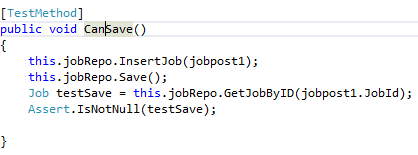 [TestMethod]
public void CanSave()
{
this.jobRepo.InsertJob(jobpost1);
this.jobRepo.Save();
Job testSave = this.jobRepo.GetJobByID(jobpost1.JobId);
Assert.IsNotNull(testSave);
}